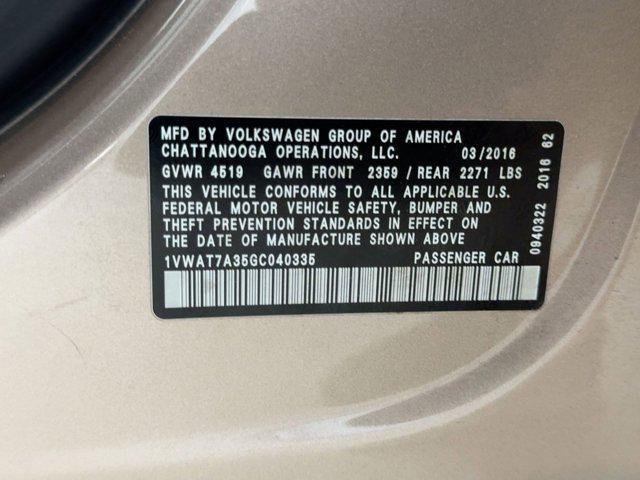 MFD BY VOLKSWAGEN GROUP OF AMERICA
CHATTANOOGA OPERATIONS, LLC. 03/2016
GVWR 4519 GAWR FRONT 2359 / REAR 2271 LBS
THIS VEHICLE CONFORMS TO ALL APPLICABLE U.S.
FEDERAL MOTOR VEHICLE SAFETY, BUMPER AND
THEFT PREVENTION STANDARDS IN EFFECT ON
THE DATE OF MANUFACTURE SHOWN ABOVE
1VWAT7A35GC040335 PASSENGER CAR
0940322 2016 62